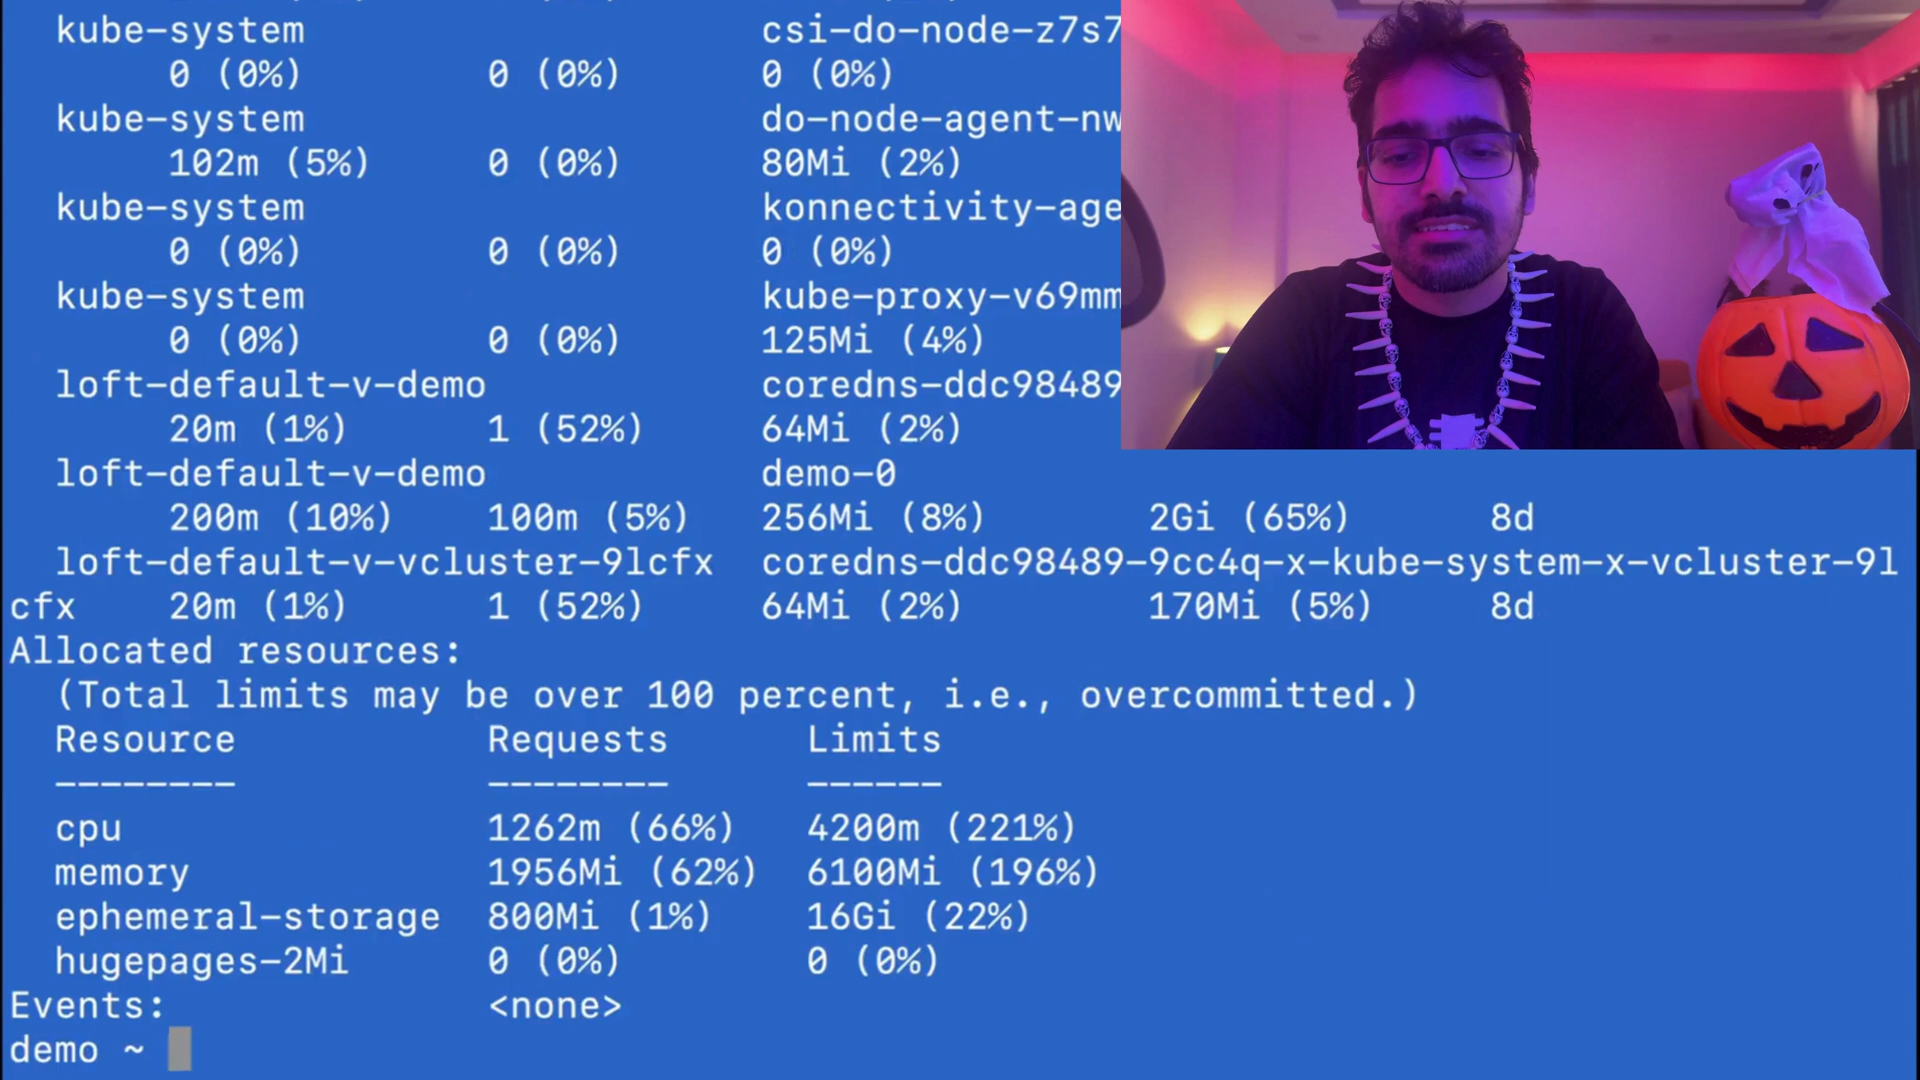 kube-system csi-do-node-z7s7
0 (0%) 0 (0%) 0 (0%)
kube-system do-node-agent-nw
102m (5%) 0 (0%) 80Mi (2%)
kube-system konnectivity-age
0 (0%) 0 (0%) 0 (0%)
kube-system kube-proxy-v69mm
0 (0%) 0 (0%) 125Mi (4%)
loft-default-v-demo coredns-ddc98489
20m (1%) 1 (52%) 64Mi (2%)
loft-default-v-demo demo-0
200m (10%) 100m (5%) 256Mi (8%) 2Gi (65%) 8d
loft-default-v-vcluster-9lcfx coredns-ddc98489-9cc4q-x-kube-system-x-vcluster-9l
cfx 20m (1%) 1 (52%) 64Mi (2%) 170Mi (5%) 8d
Allocated resources:
(Total limits may be over 100 percent, i.e., overcommitted.)
Resource Requests Limits
-------- -------- ------
cpu 1262m (66%) 4200m (221%)
memory 1956Mi (62%) 6100Mi (196%)
ephemeral-storage 800Mi (1%) 16Gi (22%)
hugepages-2Mi 0 (0%) 0 (0%)
Events: <none>
demo ~